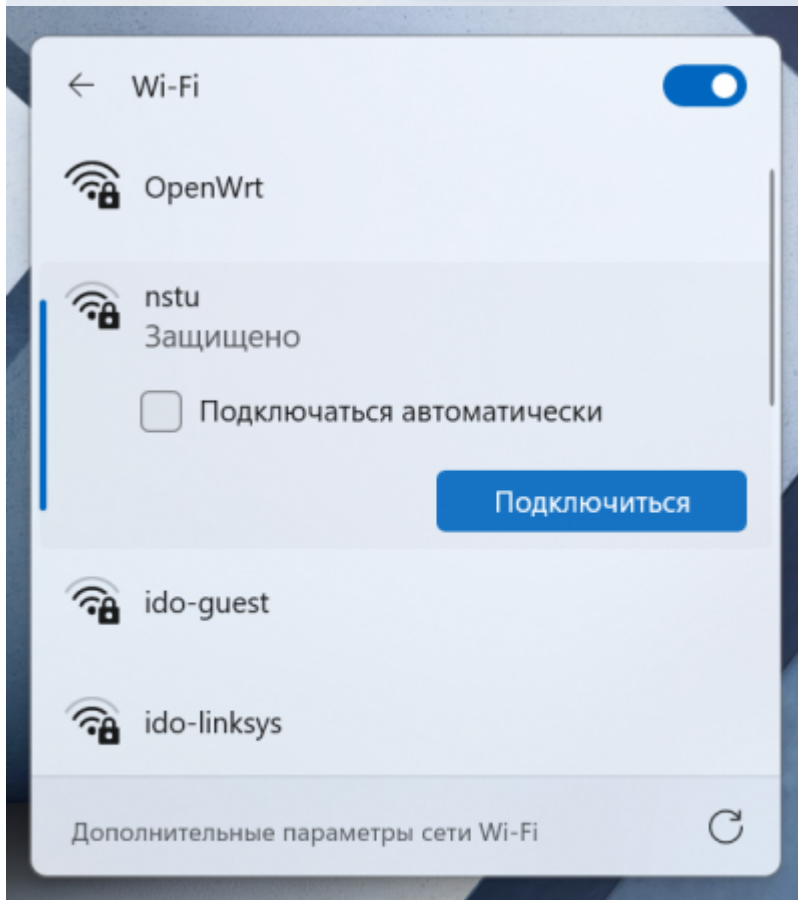 Wi-Fi
OpenWrt
nstu
Защищено
Подключаться автоматически
Подключиться
ido-guest
ido-linksys
Дополнительные параметры сети Wi-Fi